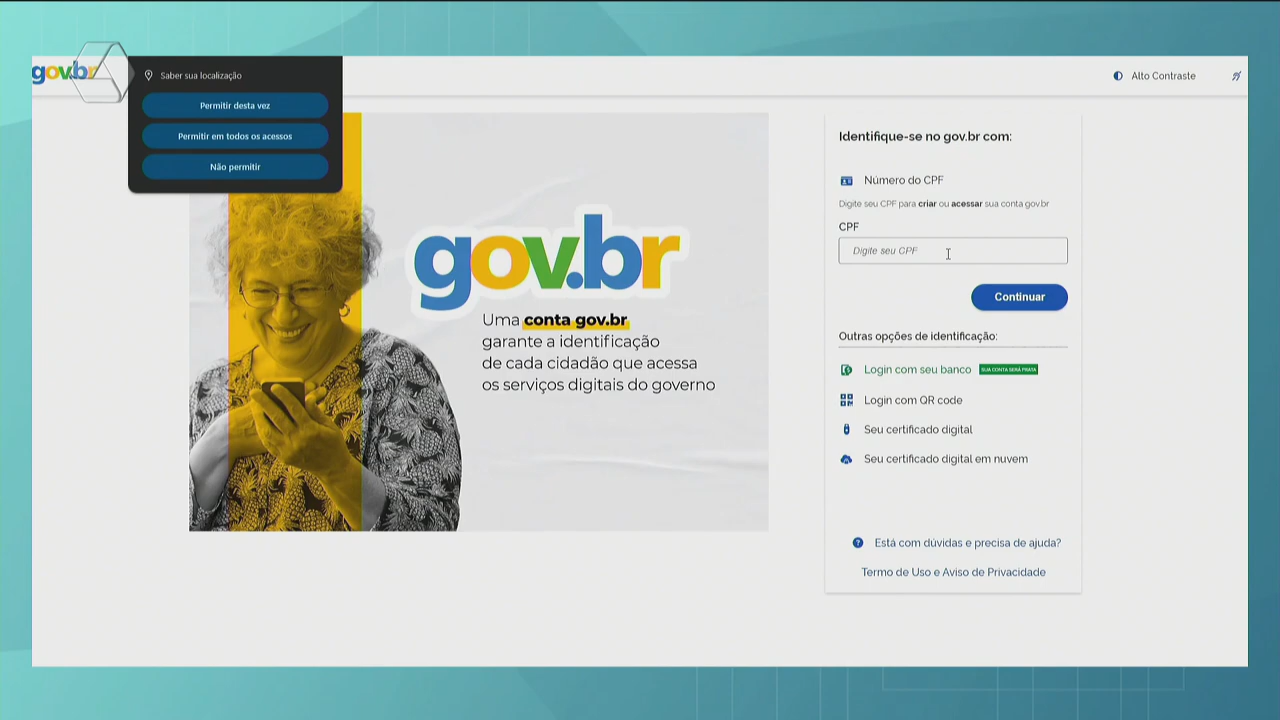 gov.br
Saber sua localização
Permitir desta vez
Permitir em todos os acessos
Não permitir
Alto Contraste
gov.br
Uma conta gov.br
garante a identificação
de cada cidadão que acessa
os serviços digitais do governo
Identifique-se no gov.br com:
Número do CPF
Digite seu CPF para criar ou acessar sua conta gov.br
CPF
Digite seu CPF
Continuar
Outras opções de identificação:
Login com seu banco SUA CONTA SERÁ PRATA
Login com QR code
Seu certificado digital
Seu certificado digital em nuvem
Está com dúvidas e precisa de ajuda?
Termo de Uso e Aviso de Privacidade